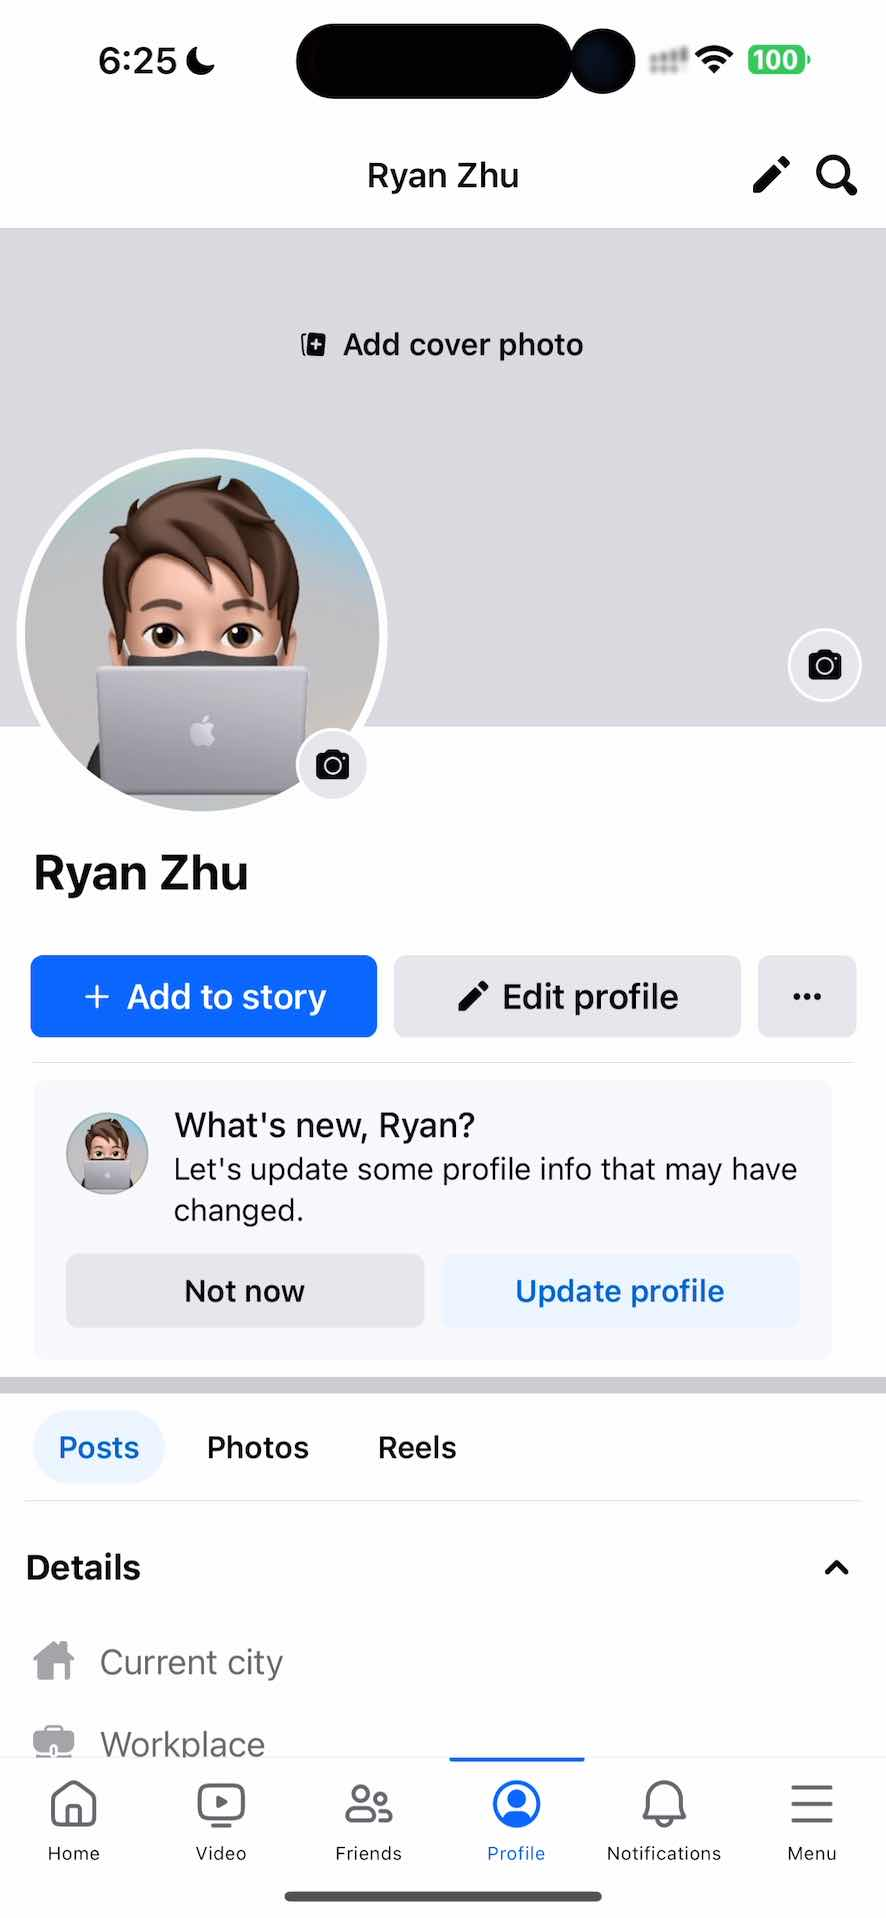 6:25
100
Ryan Zhu
Add cover photo
Ryan Zhu
+ Add to story
Edit profile
What's new, Ryan?
Let's update some profile info that may have
changed.
Not now
Update profile
Posts
Photos
Reels
Details
Current city
Workplace
Home
Video
Friends
Profile
Notifications
Menu